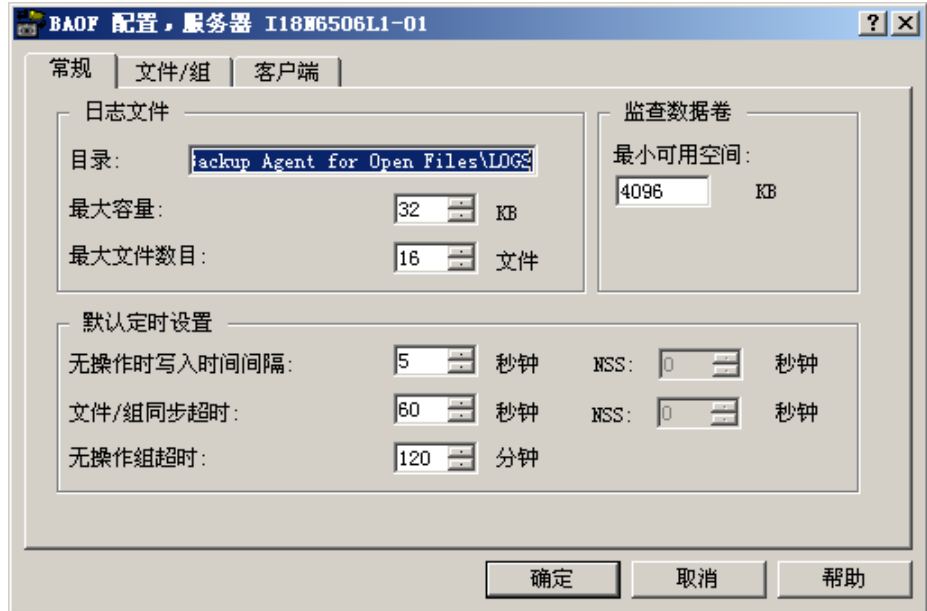 BAOF 配置，服务器 I18N6506L1-01
常规 文件/组 客户端
日志文件
目录: Backup Agent for Open Files\LOGS
最大容量: 32 KB
最大文件数目: 16 文件
监查数据卷
最小可用空间:
4096 KB
默认定时设置
无操作时写入时间间隔: 5 秒钟 NSS: 0 秒钟
文件/组同步超时: 60 秒钟 NSS: 0 秒钟
无操作组超时: 120 分钟
确定 取消 帮助